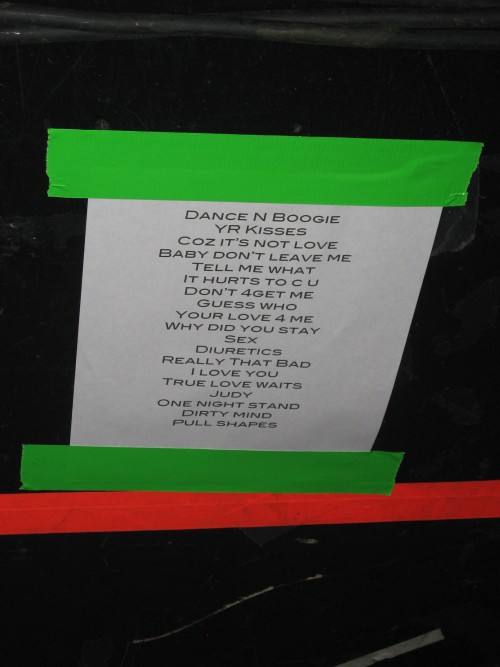 DANCE N BOOGIE
YR KISSES
COZ IT'S NOT LOVE
BABY DON'T LEAVE ME
TELL ME WHAT
IT HURTS TO C U
DON'T 4GET ME
GUESS WHO
YOUR LOVE 4 ME
WHY DID YOU STAY
SEX
DIURETICS
REALLY THAT BAD
I LOVE YOU
TRUE LOVE WAITS
JUDY
ONE NIGHT STAND
DIRTY MIND
PULL SHAPES